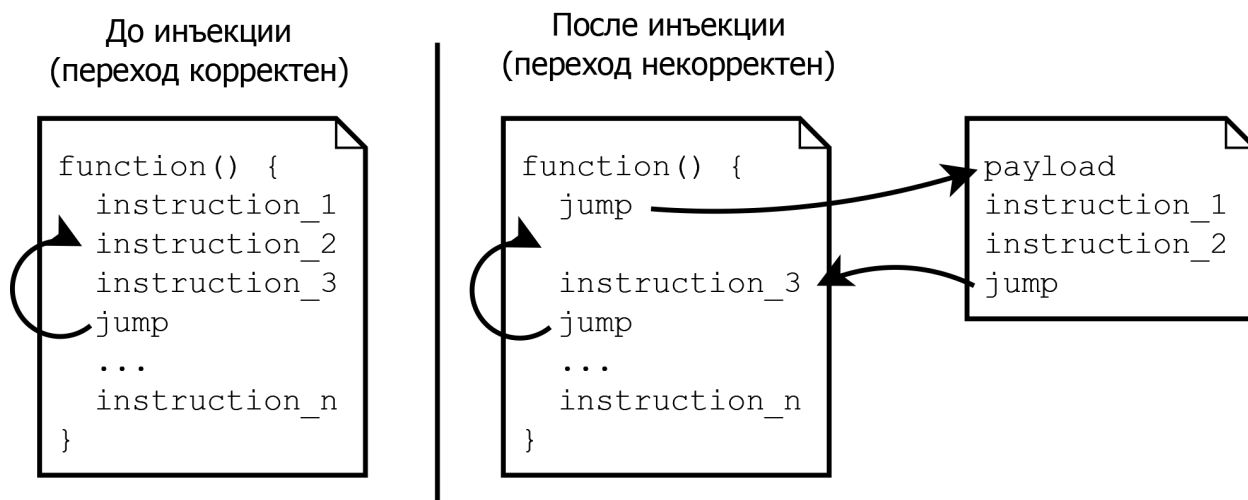 До инъекции
(переход корректен)
function() {
instruction_1
instruction_2
instruction_3
jump
...
instruction_n
}
После инъекции
(переход некорректен)
function() {
jump
instruction_3
jump
...
instruction_n
}
payload
instruction_1
instruction_2
jump